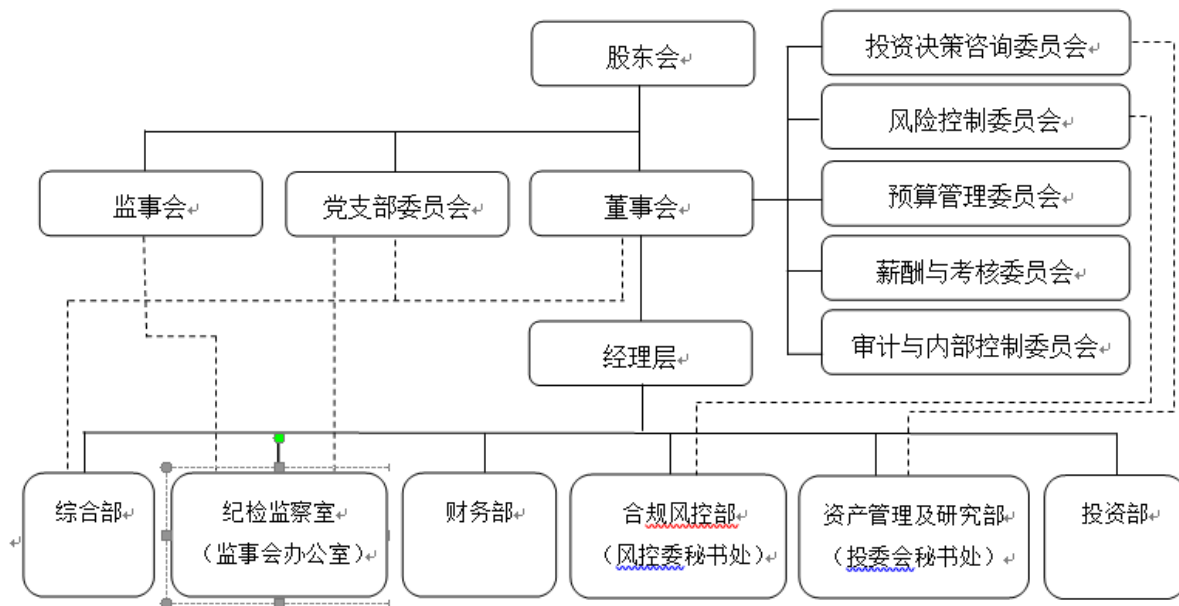 股东会
投资决策咨询委员会
风险控制委员会
监事会
党支部委员会
董事会
预算管理委员会
薪酬与考核委员会
经理层
审计与内部控制委员会
综合部
纪检监察室
（监事会办公室）
财务部
合规风控部
（风控委秘书处）
资产管理及研究部
（投委会秘书处）
投资部